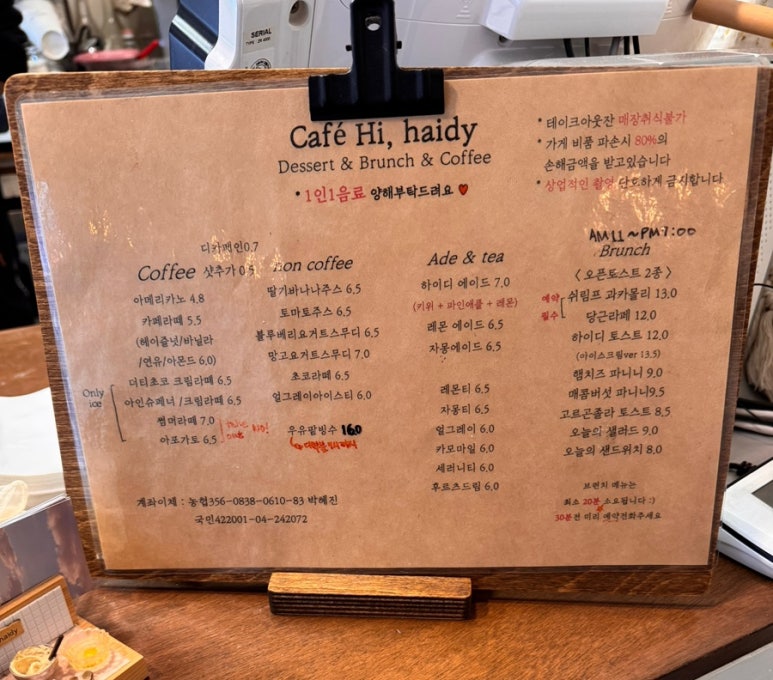 SERIAL
Café Hi, haidy
Dessert & Brunch & Coffee
* 1인1음료 양해부탁드려요
* 테이크아웃잔 매장취식불가
* 가게 비품 파손시 80%의
손해금액을 받고있습니다
* 상업적인 촬영 단호하게 금지합니다
디카페인0.7
Coffee 샷추가
아메리카노 4.8
카페라떼 5.5
(헤이즐넛/바닐라
/연유/아몬드 6.0)
더티초코 크림라떼 6.5
아인슈페너 /크림라떼 6.5
썸머라떼 7.0
아포가토 6.5
Only
ice
NO!
계좌이체 : 농협356-0838-0610-83 박혜진
국민422001-04-242072
non coffee
딸기바나나주스 6.5
토마토주스 6.5
블루베리요거트스무디 6.5
망고요거트스무디 7.0
초코라떼 6.5
얼그레이아이스티 6.0
우유팥빙수 16.0
Ade & tea
하이디 에이드 7.0
(키위 + 파인애플 + 레몬)
레몬 에이드 6.5
자몽에이드 6.5
레몬티 6.5
자몽티 6.5
얼그레이 6.0
카모마일 6.0
세러니티 6.0
후르츠드림 6.0
AM11~PM7:00
Brunch
< 오픈토스트 2종 >
예약
필수
쉬림프 과카몰리 13.0
당근라페 12.0
하이디 토스트 12.0
(아이스크림ver 13.5)
햄치즈 파니니 9.0
매콤버섯 파니니9.5
고르곤졸라 토스트 8.5
오늘의 샐러드 9.0
오늘의 샌드위치 8.0
브런치 메뉴는
최소 20분 소요됩니다 :)
30분전 미리 예약전화주세요
haidy